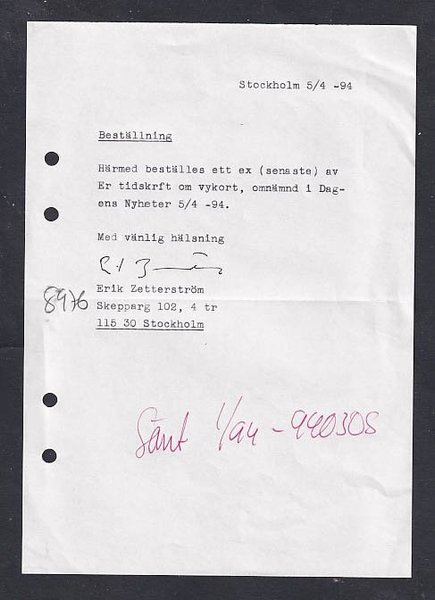 Stockholm 5/4 -94
Beställning
Härmed beställes ett ex (senaste) av
Er tidskrft om vykort, omnämnd i Dag-
ens Nyheter 5/4 -94.
Med vänlig hälsning
Erik Zetterström
8976
Skepparg 102, 4 tr
115 30 Stockholm
Sänt 1/94 - 940308